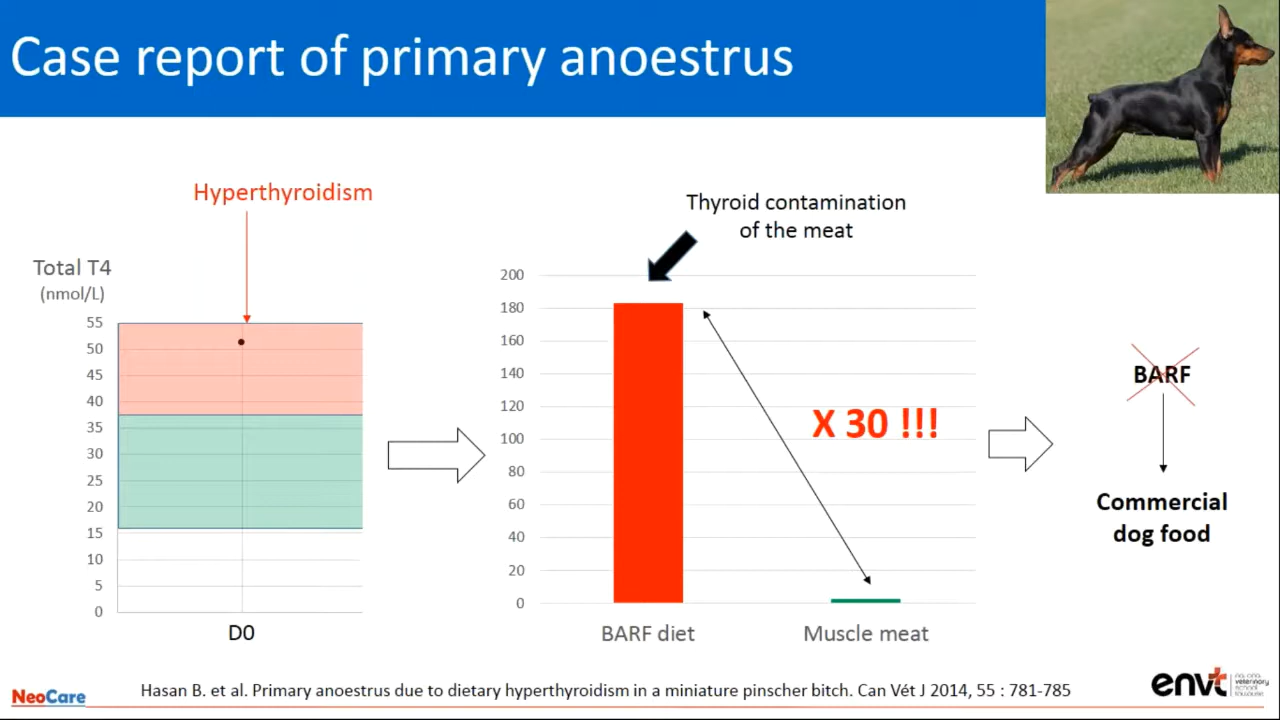 Case report of primary anoestrus
Hyperthyroidism
Total T4
(nmol/L)
55
50
45
40
35
30
25
20
15
10
5
0
D0
Thyroid contamination
of the meat
200
180
160
140
120
100
80
60
40
20
0
X 30 !!!
BARF diet
Muscle meat
BARF
Commercial
dog food
NeoCare
Hasan B. et al. Primary anoestrus due to dietary hyperthyroidism in a miniature pinscher bitch. Can Vét J 2014, 55 : 781-785
envt
veterinary
school
toulouse